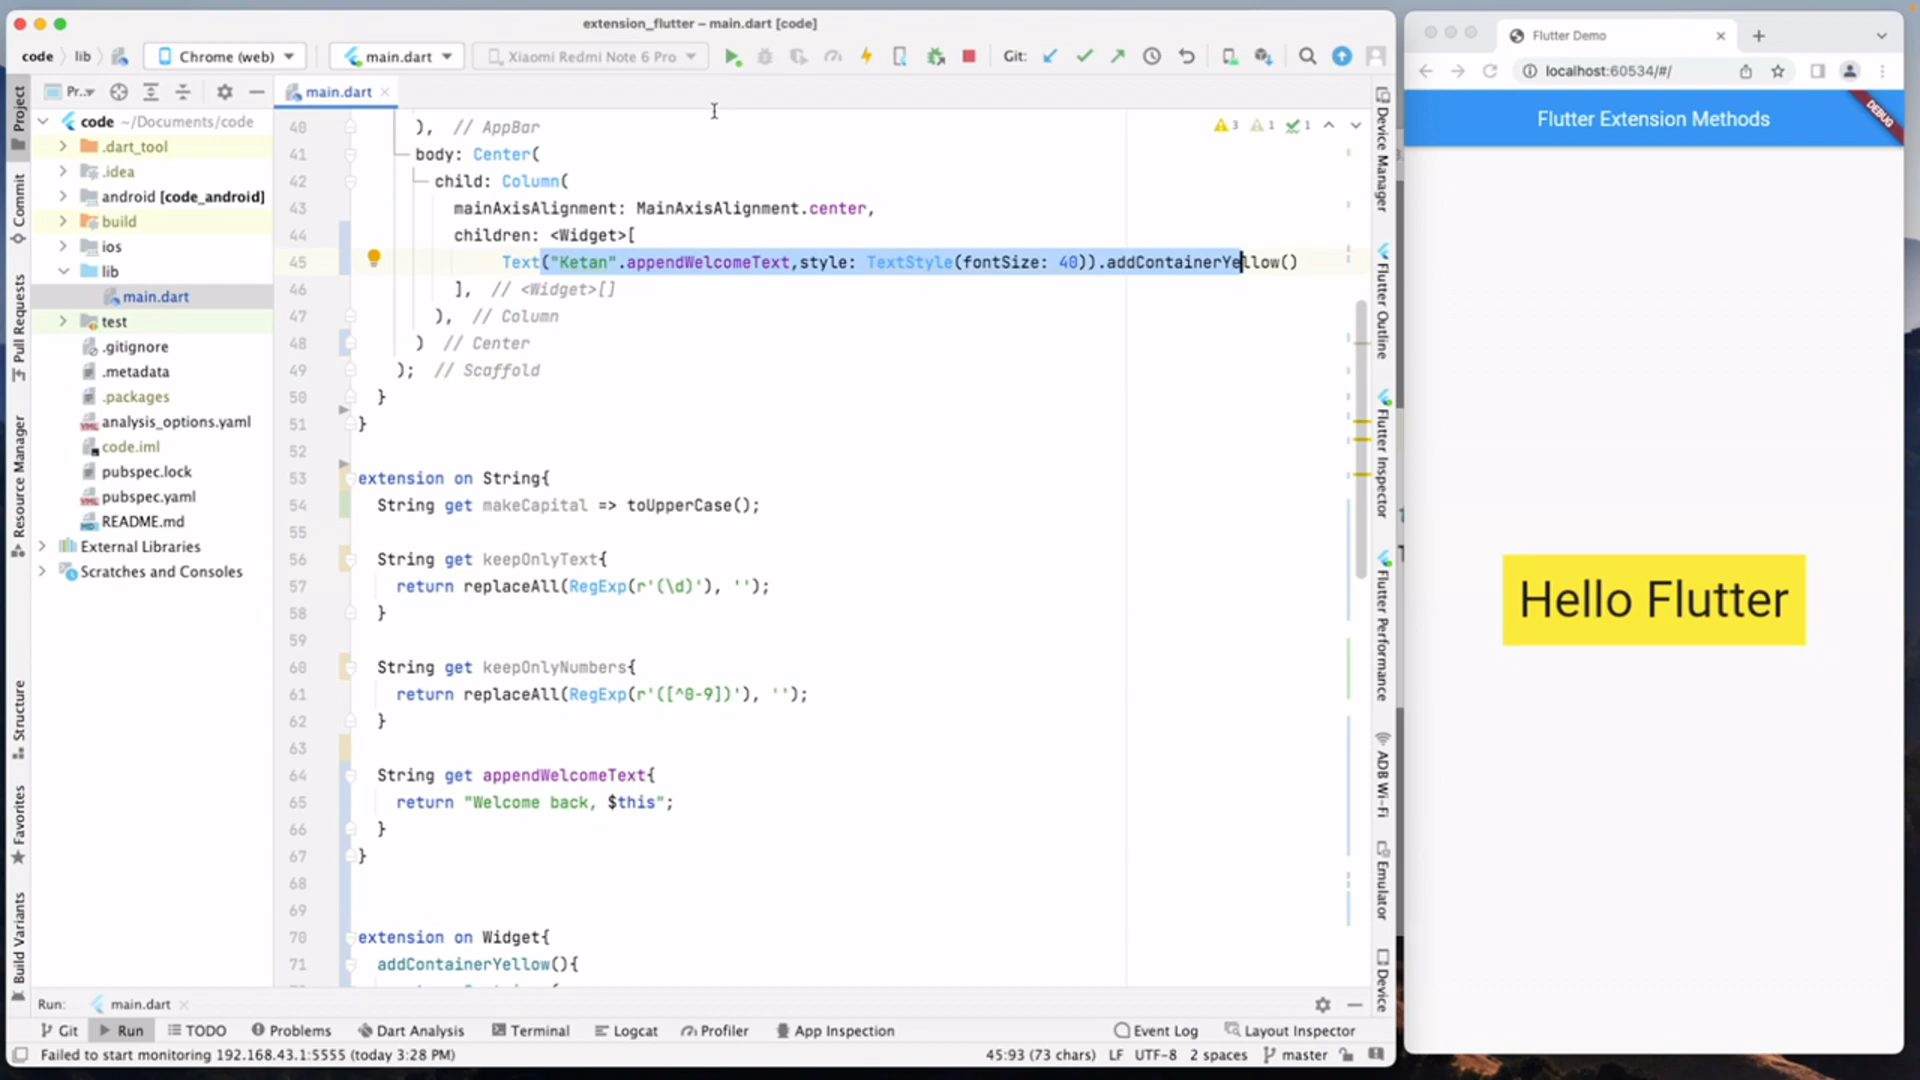 extension_flutter – main.dart [code]
code
lib
Chrome (web)
main.dart
Xiaomi Redmi Note 6 Pro
Git:
Pr..
main.dart
Project
Commit
Pull Requests
Resource Manager
Structure
Favorites
Build Variants
code ~/Documents/code
.dart_tool
.idea
android [code_android]
build
ios
lib
main.dart
test
.gitignore
.metadata
.packages
analysis_options.yaml
code.iml
pubspec.lock
pubspec.yaml
README.md
External Libraries
Scratches and Consoles
3 1 1
40 ), // AppBar
41 body: Center(
42 child: Column(
43 mainAxisAlignment: MainAxisAlignment.center,
44 children: <Widget>[
45 Text("Ketan".appendWelcomeText,style: TextStyle(fontSize: 40)).addContainerYellow()
46 ], // <Widget>[]
47 ), // Column
48 ) // Center
49 ); // Scaffold
50 }
51 }
52
53 extension on String{
54 String get makeCapital => toUpperCase();
55
56 String get keepOnlyText{
57 return replaceAll(RegExp(r'(\d)'), '');
58 }
59
60 String get keepOnlyNumbers{
61 return replaceAll(RegExp(r'([^0-9])'), '');
62 }
63
64 String get appendWelcomeText{
65 return "Welcome back, $this";
66 }
67 }
68
69
70 extension on Widget{
71 addContainerYellow(){
Device Manager
Flutter Outline
Flutter Inspector
Flutter Performance
ADB Wi-Fi
Emulator
Device
Run: main.dart
Git
Run
TODO
Problems
Dart Analysis
Terminal
Logcat
Profiler
App Inspection
Event Log
Layout Inspector
Failed to start monitoring 192.168.43.1:5555 (today 3:28 PM)
45:93 (73 chars) LF UTF-8 2 spaces master
Flutter Demo
localhost:60534/#/
Flutter Extension Methods
DEBUG
Hello Flutter